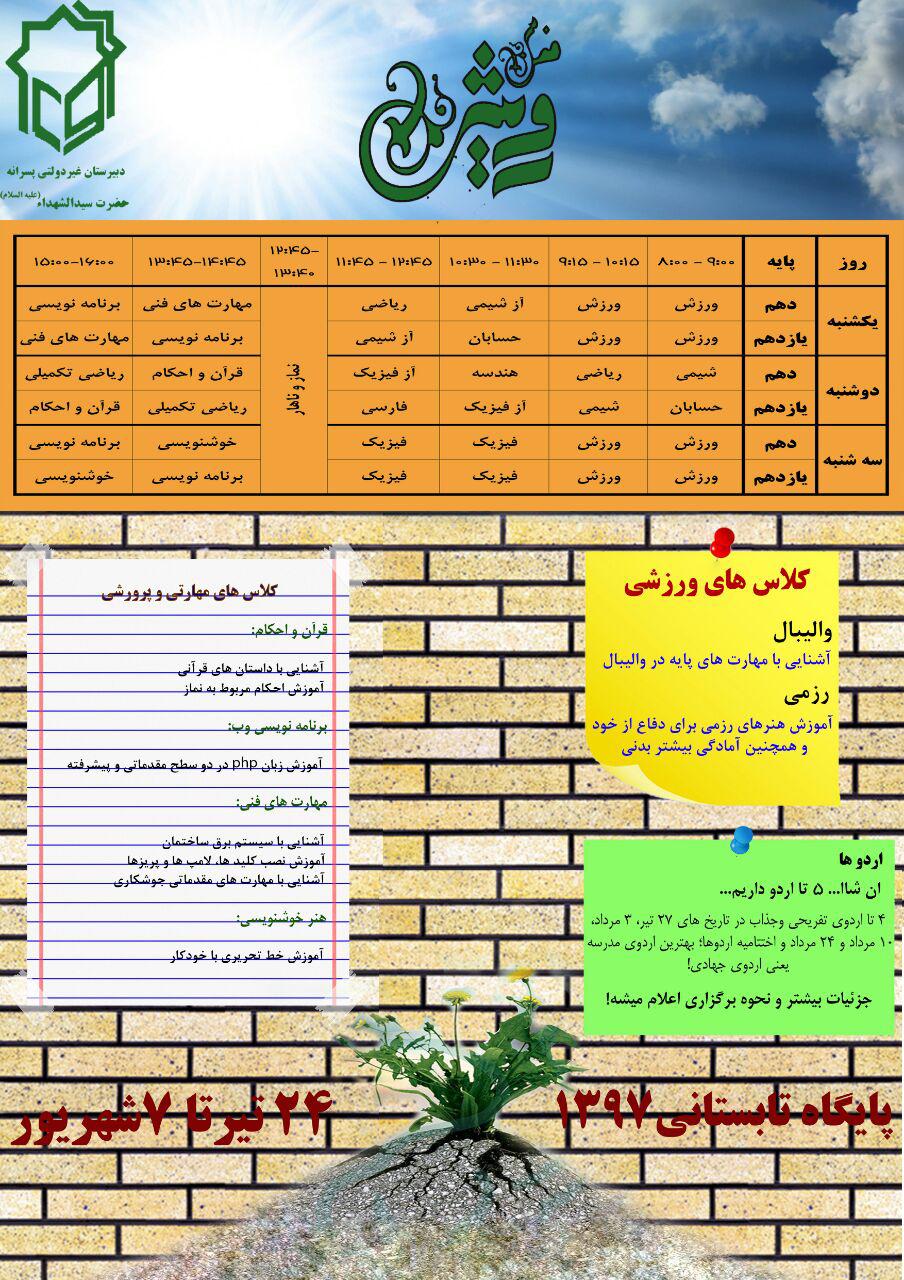 دبیرستان غیردولتی پسرانه
حضرت سیدالشهداء (علیه السلام)
روز پایه ۸:۰۰ - ۹:۰۰ ۹:۱۵ - ۱۰:۱۵ ۱۰:۳۰ - ۱۱:۳۰ ۱۱:۴۵ - ۱۲:۴۵ ۱۲:۴۵-۱۳:۴۰ ۱۳:۴۵-۱۴:۴۵ ۱۵:۰۰-۱۶:۰۰
یکشنبه دهم ورزش ورزش آز شیمی ریاضی نماز و ناهار مهارت های فنی برنامه نویسی
یازدهم ورزش ورزش حسابان آز شیمی برنامه نویسی مهارت های فنی
دوشنبه دهم شیمی ریاضی هندسه آز فیزیک قرآن و احکام ریاضی تکمیلی
یازدهم حسابان شیمی آز فیزیک فارسی ریاضی تکمیلی قرآن و احکام
سه شنبه دهم ورزش ورزش فیزیک فیزیک خوشنویسی برنامه نویسی
یازدهم ورزش ورزش فیزیک فیزیک برنامه نویسی خوشنویسی
کلاس های ورزشی
والیبال
آشنایی با مهارت های پایه در والیبال
رزمی
آموزش هنرهای رزمی برای دفاع از خود
و همچنین آمادگی بیشتر بدنی
کلاس های مهارتی و پرورشی
قرآن و احکام:
آشنایی با داستان های قرآنی
آموزش احکام مربوط به نماز
برنامه نویسی وب:
آموزش زبان php در دو سطح مقدماتی و پیشرفته
مهارت های فنی:
آشنایی با سیستم برق ساختمان
آموزش نصب کلید ها، لامپ ها و پریزها
آشنایی با مهارت های مقدماتی جوشکاری
هنر خوشنویسی:
آموزش خط تحریری با خودکار
اردو ها
ان شاا... ۵ تا اردو داریم...
۴ تا اردوی تفریحی وجذاب در تاریخ های ۲۷ تیر، ۳ مرداد،
۱۰ مرداد و ۲۴ مرداد و اختتامیه اردوها؛ بهترین اردوی مدرسه
یعنی اردوی جهادی!
جزئیات بیشتر و نحوه برگزاری اعلام میشه!
پایگاه تابستانی۱۳۹۷
۲۴ تیرتا ۷شهریور